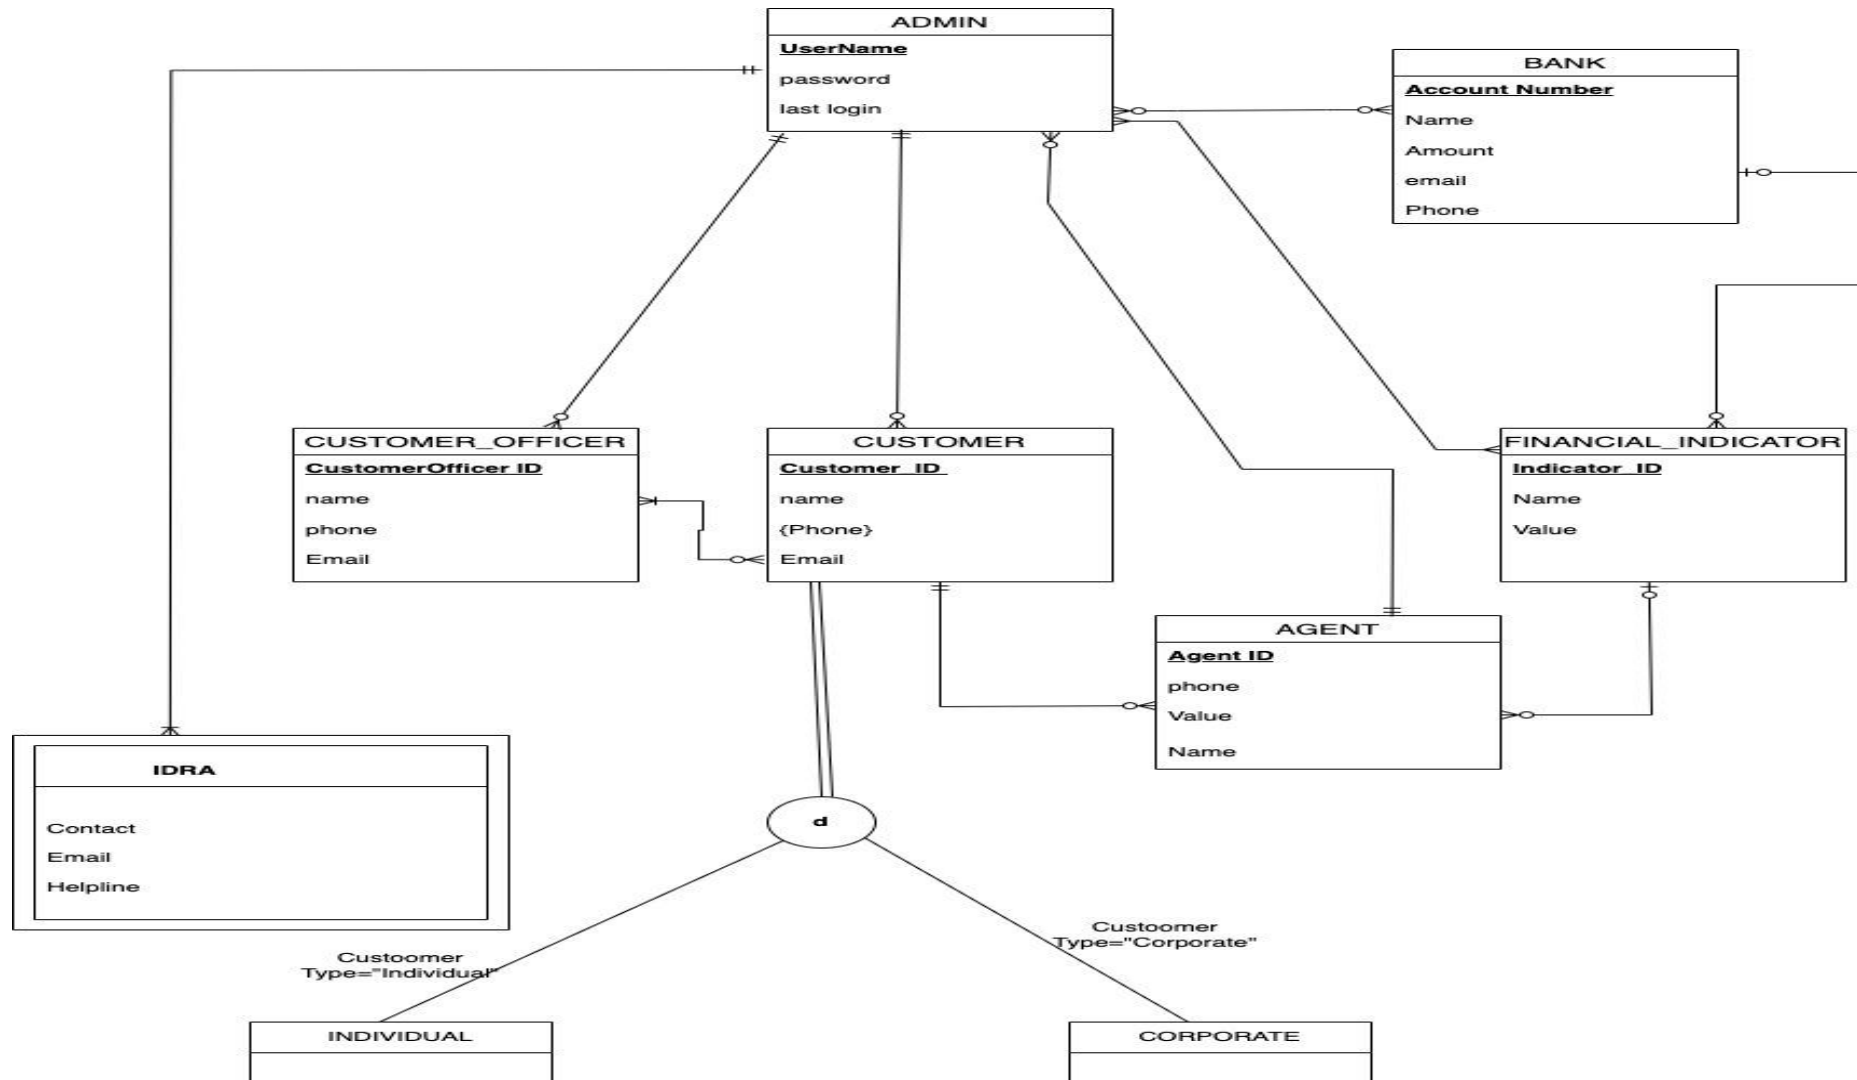 ADMIN
UserName
password
last login
BANK
Account Number
Name
Amount
email
Phone
CUSTOMER_OFFICER
CustomerOfficer ID
name
phone
Email
CUSTOMER
Customer_ID
name
{Phone}
Email
FINANCIAL_INDICATOR
Indicator_ID
Name
Value
AGENT
Agent ID
phone
Value
Name
IDRA
Contact
Email
Helpline
d
Custoomer
Type="Individual"
Custoomer
Type="Corporate"
INDIVIDUAL
CORPORATE